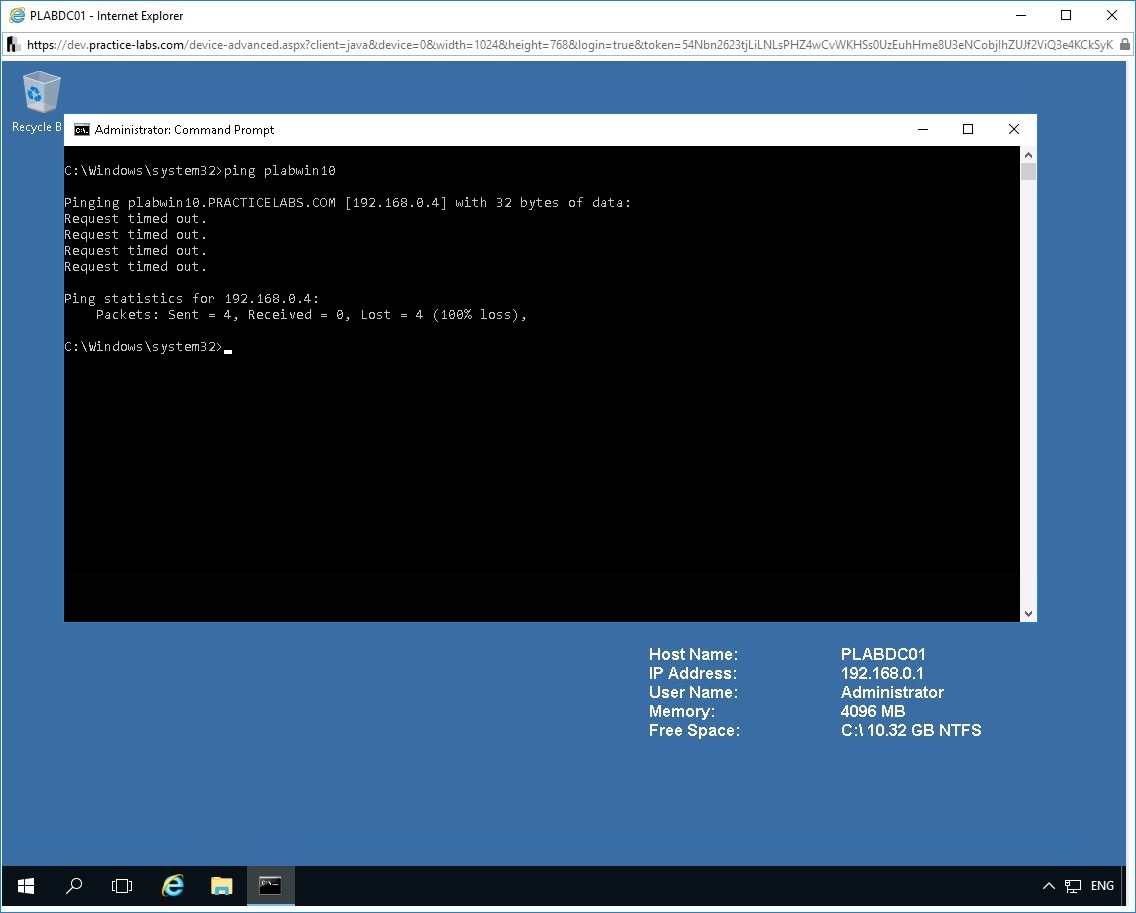 PLABDC01 - Internet Explorer
https://dev.practice-labs.com/device-advanced.aspx?client=java&device=0&width=1024&height=768&login=true&token=54Nbn2623tjLiLNLsPHZ4wCvWKHSs0UzEuhHme8U3eNCobjlhZUJf2ViQ3e4KCkSyK
Recycle B
Administrator: Command Prompt
C:\Windows\system32>ping plabwin10
Pinging plabwin10.PRACTICELABS.COM [192.168.0.4] with 32 bytes of data:
Request timed out.
Request timed out.
Request timed out.
Request timed out.
Ping statistics for 192.168.0.4:
Packets: Sent = 4, Received = 0, Lost = 4 (100% loss),
C:\Windows\system32>
Host Name: PLABDC01
IP Address: 192.168.0.1
User Name: Administrator
Memory: 4096 MB
Free Space: C:\ 10.32 GB NTFS
ENG